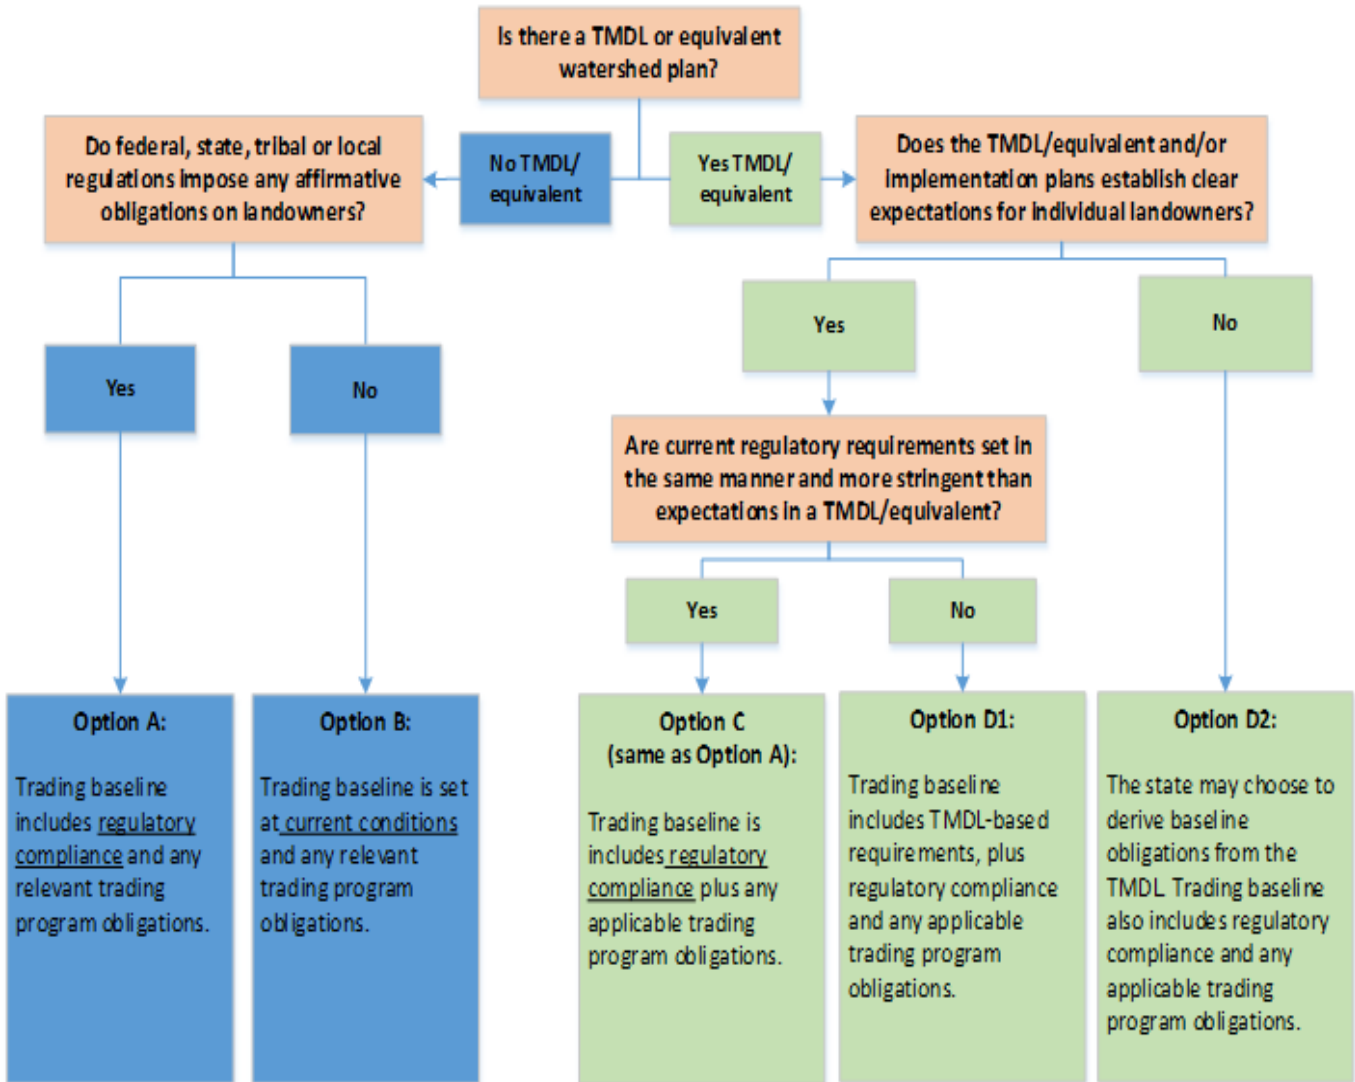 Is there a TMDL or equivalent
watershed plan?
Do federal, state, tribal or local
regulations impose any affirmative
obligations on landowners?
No TMDL/
equivalent
Yes TMDL/
equivalent
Does the TMDL/equivalent and/or
implementation plans establish clear
expectations for individual landowners?
Yes
No
Yes
No
Are current regulatory requirements set in
the same manner and more stringent than
expectations in a TMDL/equivalent?
Yes
No
Option A:
Trading baseline
includes regulatory
compliance and any
relevant trading
program obligations.
Option B:
Trading baseline is set
at current conditions
and any relevant
trading program
obligations.
Option C
(same as Option A):
Trading baseline is
includes regulatory
compliance plus any
applicable trading
program obligations.
Option D1:
Trading baseline
includes TMDL-based
requirements, plus
regulatory compliance
and any applicable
trading program
obligations.
Option D2:
The state may choose to
derive baseline
obligations from the
TMDL. Trading baseline
also includes regulatory
compliance and any
applicable trading
program obligations.